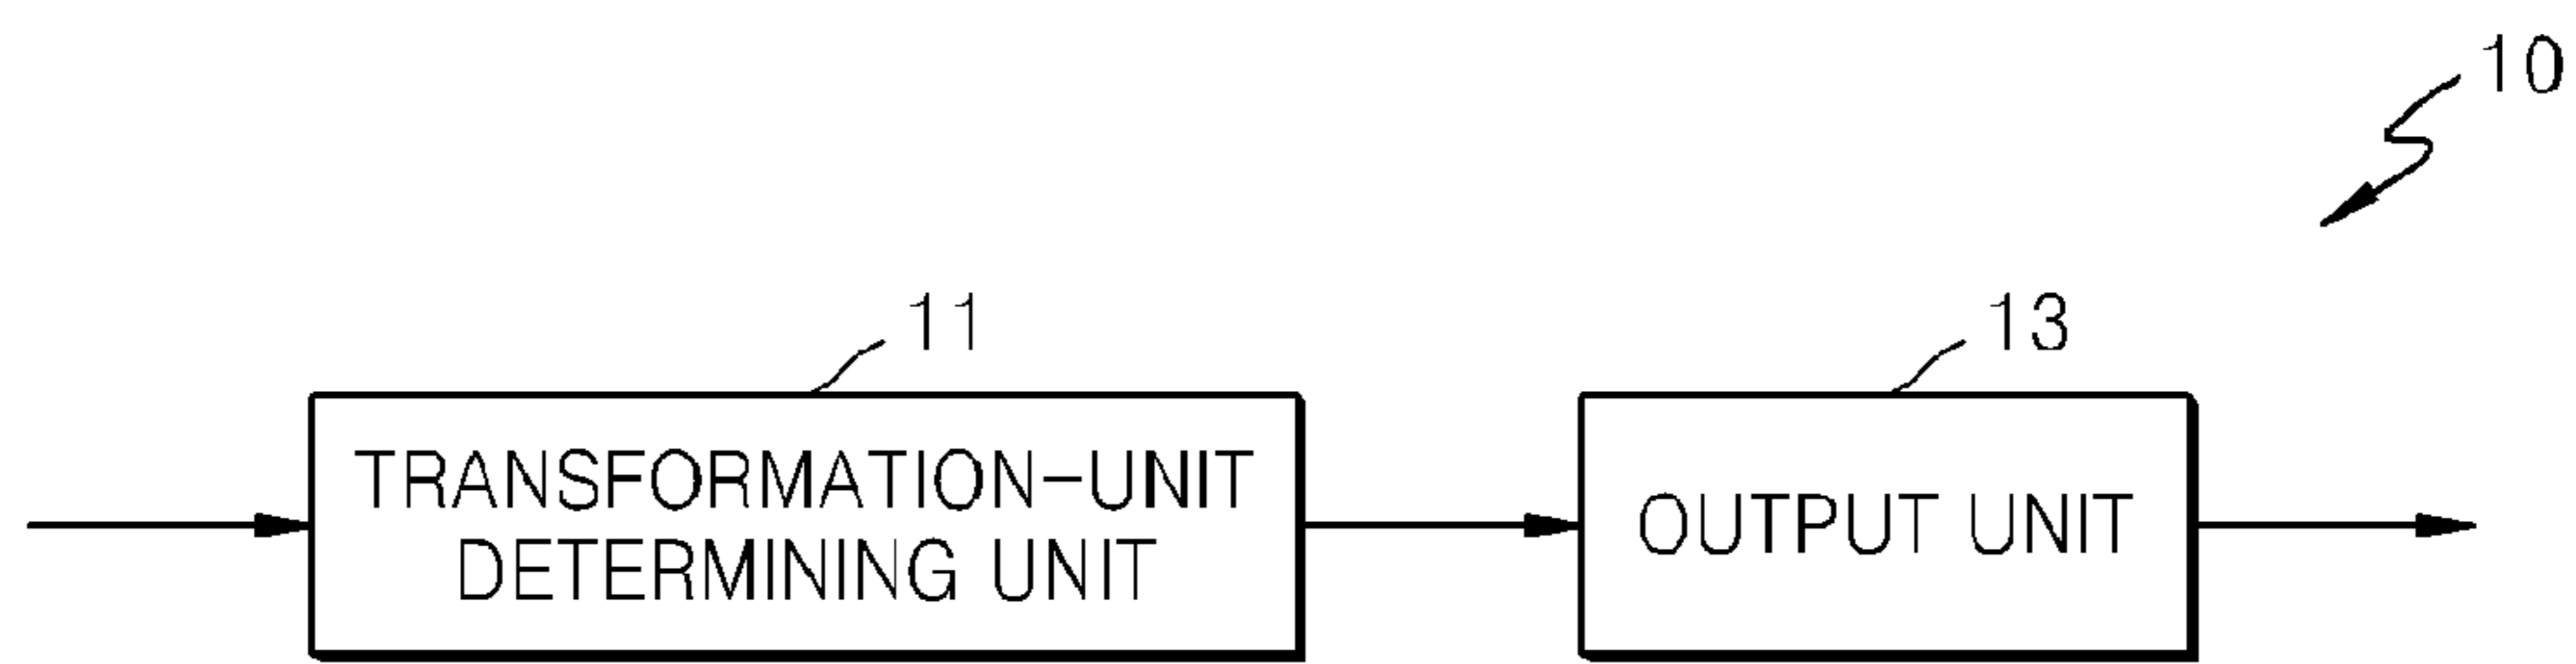 10
11
13
TRANSFORMATION-UNIT
DETERMINING UNIT
OUTPUT UNIT